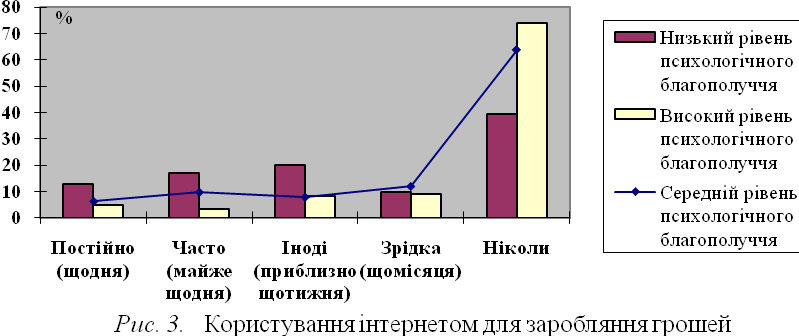 %
80
70
60
50
40
30
20
10
0
Постійно
(щодня)
Часто
(майже
щодня)
Іноді
(приблизно
щотижня)
Зрідка
(щомісяця)
Ніколи
Низький рівень
психологічного
благополуччя
Високий рівень
психологічного
благополуччя
Середній рівень
психологічного
благополуччя
Рис. 3. Користування інтернетом для заробляння грошей